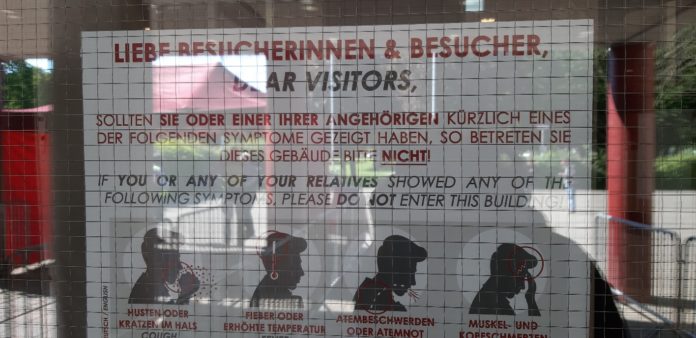 LIEBE BESUCHERINNEN & BESUCHER,
DEAR VISITORS,
SOLLTEN SIE ODER EINER IHRER ANGEHÖRIGEN KÜRZLICH EINES
DER FOLGENDEN SYMPTOME GEZEIGT HABEN, SO BETRETEN SIE
DIESES GEBÄUDE BITTE NICHT!
IF YOU OR ANY OF YOUR RELATIVES SHOWED ANY OF THE
FOLLOWING SYMPTOMS, PLEASE DO NOT ENTER THIS BUILDING!
HUSTEN ODER
KRATZEN IM HALS
COUGH
FIEBER ODER
ERHÖHTE TEMPERATUR
FEVER
ATEMBESCHWERDEN
ODER ATEMNOT
MUSKEL- UND
KOPFSCHMERZEN
DEUTSCH / ENGLISH